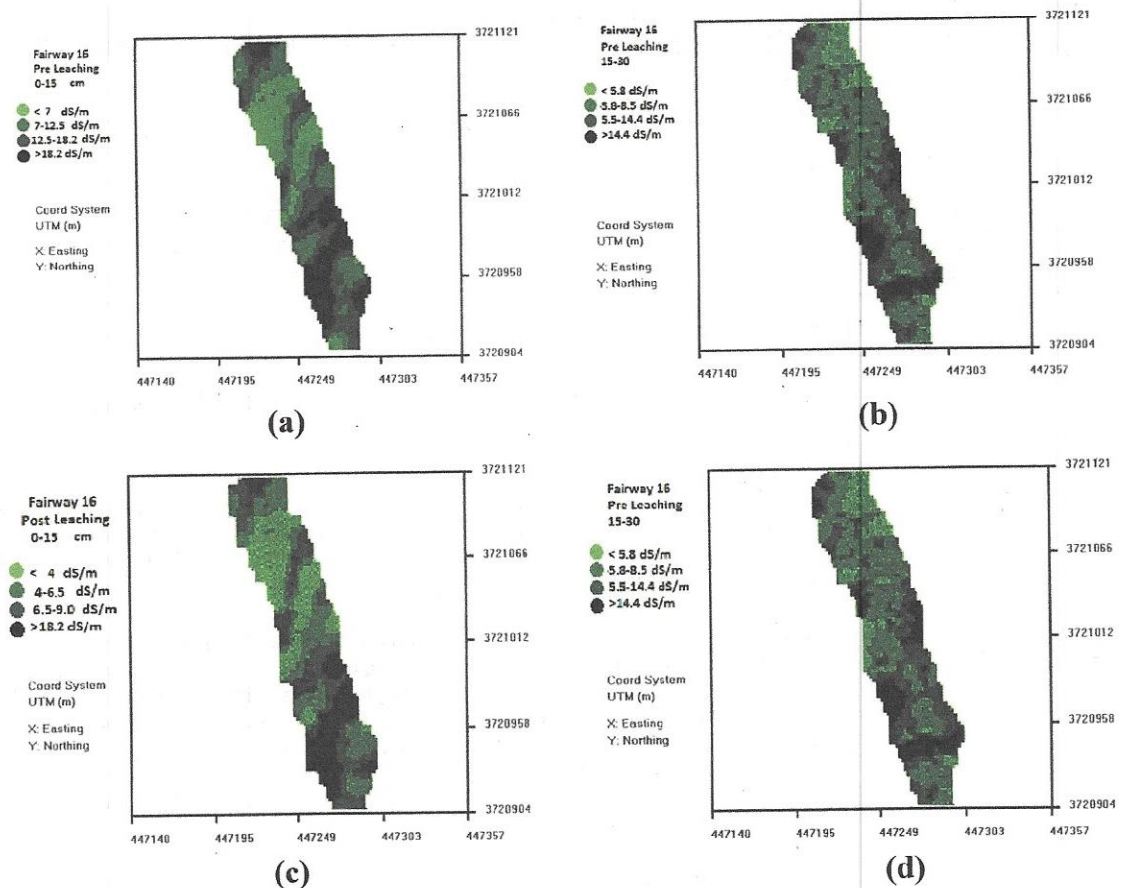 Fairway 16
Pre Leaching
0-15 cm
< 7 dS/m
7-12.5 dS/m
12.5-18.2 dS/m
>18.2 dS/m
Coord System
UTM (m)
X: Easting
Y: Northing
3721121
3721066
3721012
3720958
3720904
447140 447195 447249 447303 447357
(a)
Fairway 16
Pre Leaching
15-30
< 5.8 dS/m
5.8-8.5 dS/m
5.5-14.4 dS/m
>14.4 dS/m
Coord System
UTM (m)
X: Easting
Y: Northing
3721121
3721066
3721012
3720958
3720904
447140 447195 447249 447303 447357
(b)
Fairway 16
Post Leaching
0-15 cm
< 4 dS/m
4-6.5 dS/m
6.5-9.0 dS/m
>18.2 dS/m
Coord System
UTM (m)
X: Easting
Y: Northing
3721121
3721066
3721012
3720958
3720904
447140 447195 447249 447303 447357
(c)
Fairway 16
Pre Leaching
15-30
< 5.8 dS/m
5.8-8.5 dS/m
5.5-14.4 dS/m
>14.4 dS/m
Coord System
UTM (m)
X: Easting
Y: Northing
3721121
3721066
3721012
3720958
3720904
447140 447195 447249 447303 447357
(d)